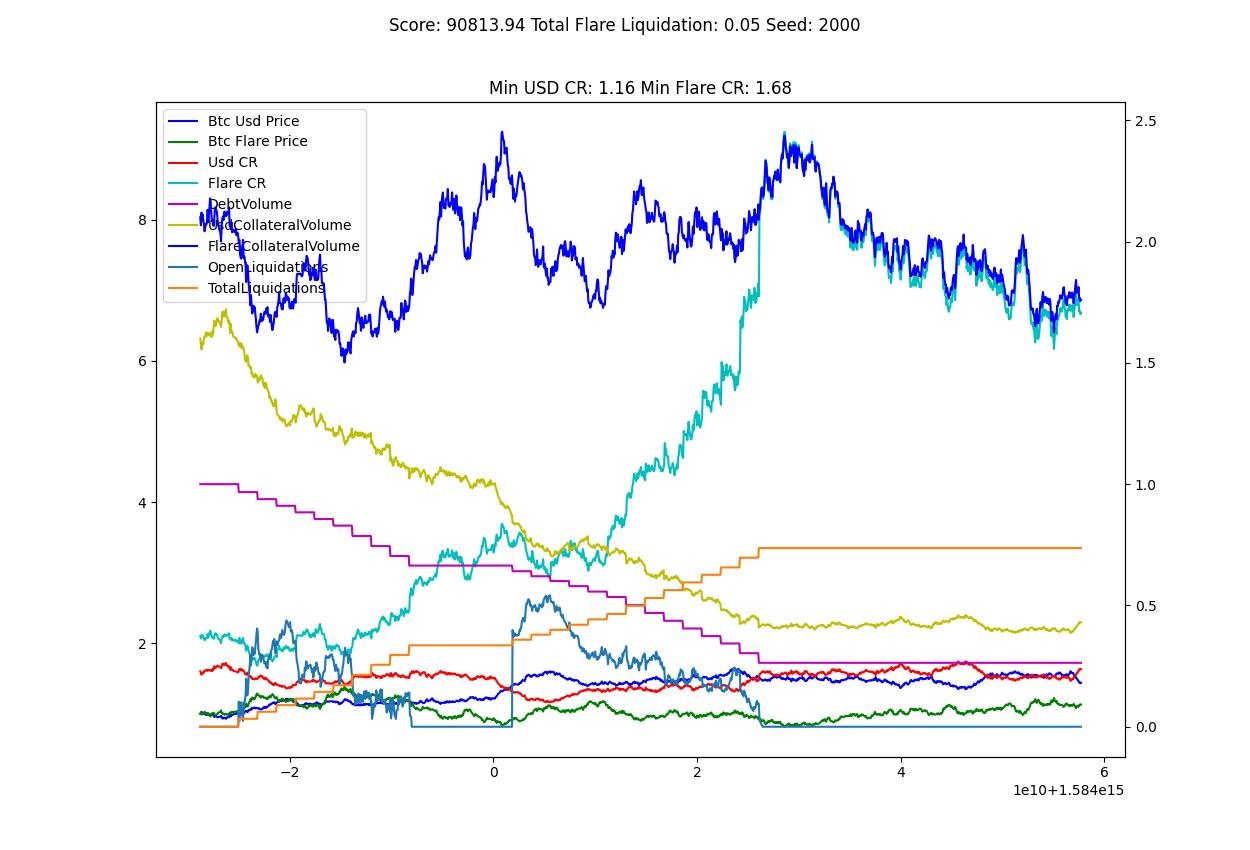 Score: 90813.94 Total Flare Liquidation: 0.05 Seed: 2000
Min USD CR: 1.16 Min Flare CR: 1.68
Btc Usd Price
Btc Flare Price
Usd CR
Flare CR
DebtVolume
UsdCollateralVolume
FlareCollateralVolume
OpenLiquidations
TotalLiquidations
8
6
4
2
2.5
2.0
1.5
1.0
0.5
0.0
−2 0 2 4 6
1e10+1.584e15